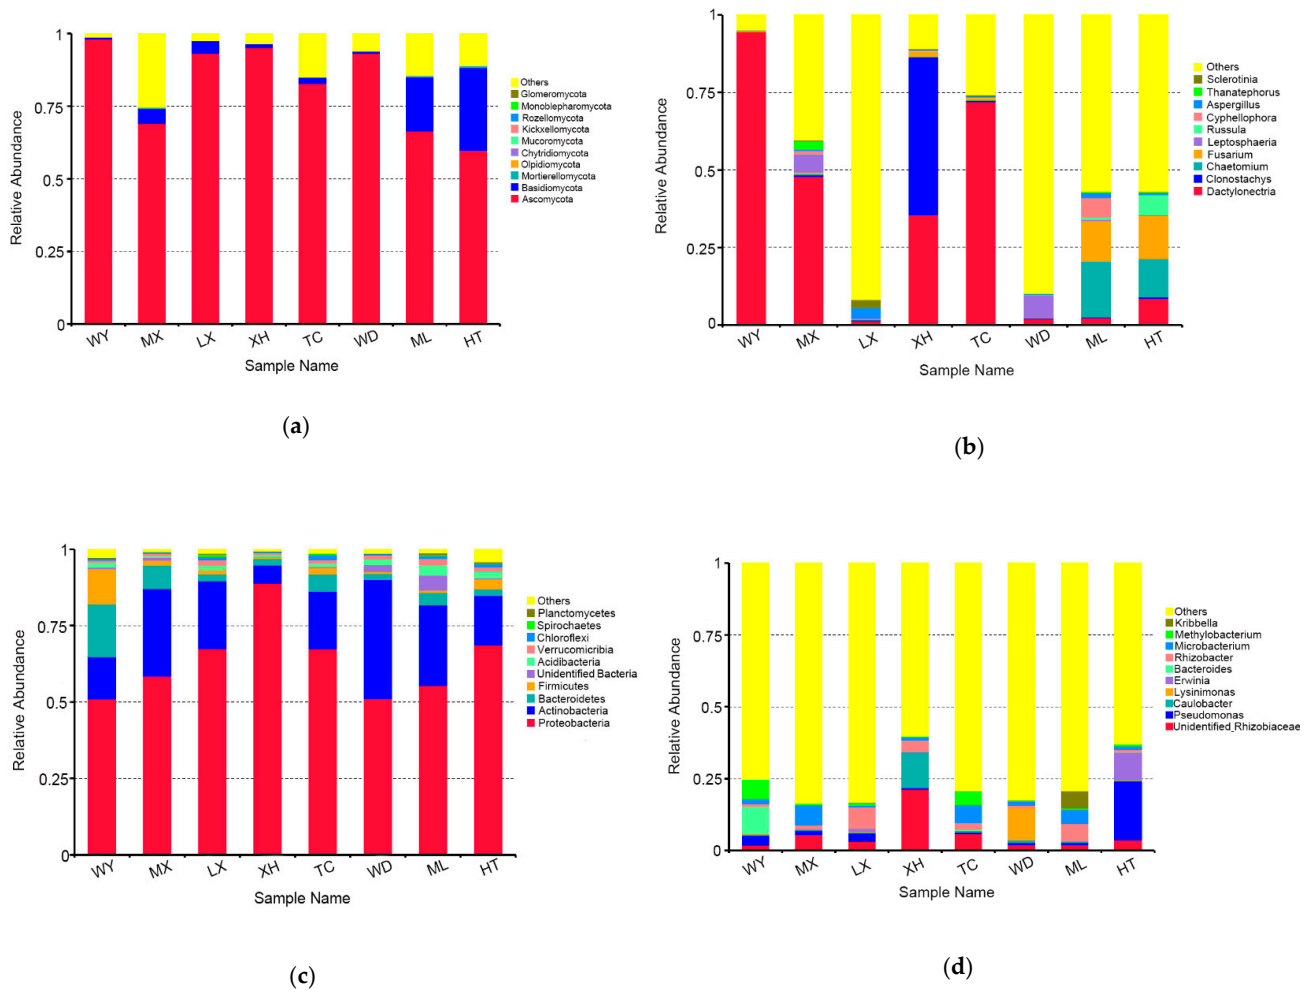 1
0.75
0.5
0.25
0
Relative Abundance
WY MX LX XH TC WD ML HT
Sample Name
Others
Glomeromycota
Monoblepharomycota
Rozellomycota
Kickxellomycota
Mucoromycota
Chytridiomycota
Olpidiomycota
Mortierellomycota
Basidiomycota
Ascomycota
(a)
1
0.75
0.5
0.25
0
Relative Abundance
WY MX LX XH TC WD ML HT
Sample Name
Others
Sclerotinia
Thanatephorus
Aspergillus
Cyphellophora
Russula
Leptosphaeria
Fusarium
Chaetomium
Clonostachys
Dactylonectria
(b)
1
0.75
0.5
0.25
0
Relative Abundance
WY MX LX XH TC WD ML HT
Sample Name
Others
Planctomycetes
Spirochaetes
Chloroflexi
Verrucomicribia
Acidibacteria
Unidentified_Bacteria
Firmicutes
Bacteroidetes
Actinobacteria
Proteobacteria
(c)
1
0.75
0.5
0.25
0
Relative Abundance
WY MX LX XH TC WD ML HT
Sample Name
Others
Kribbella
Methylobacterium
Microbacterium
Rhizobacter
Bacteroides
Erwinia
Lysinimonas
Caulobacter
Pseudomonas
Unidentified_Rhizobiaceae
(d)